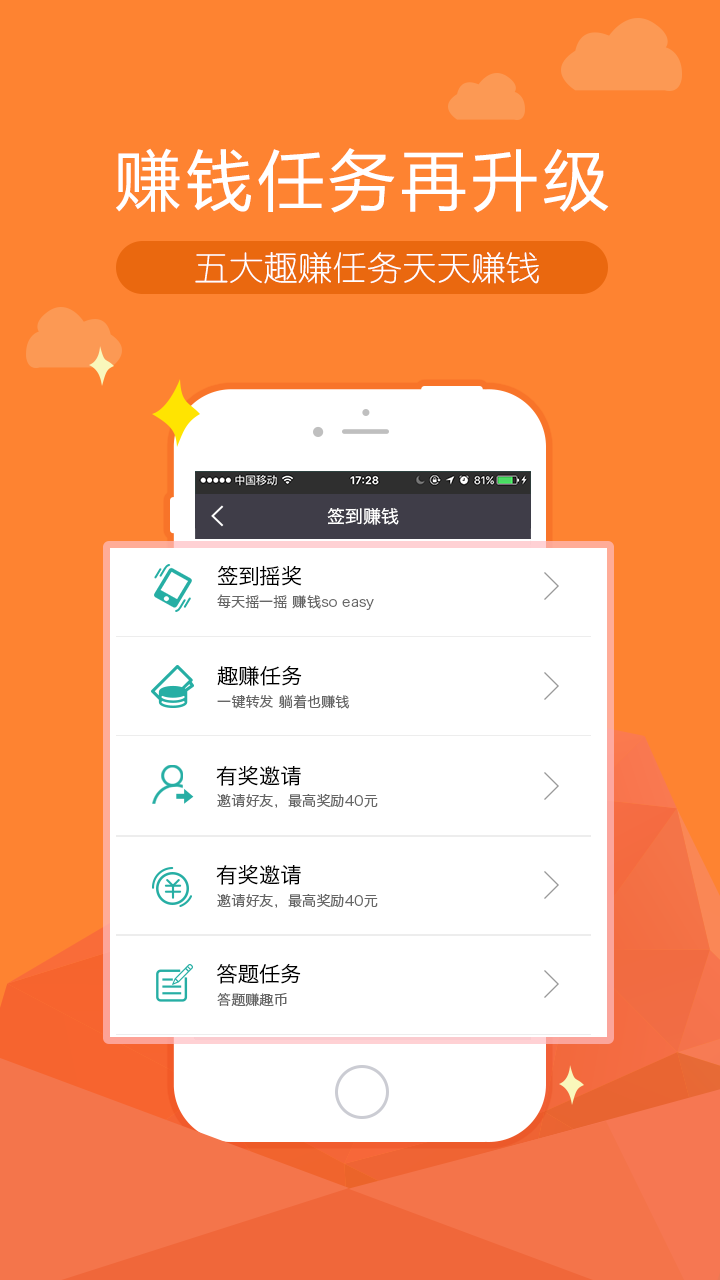 赚钱任务再升级
五大趣赚任务天天赚钱
中国移动 17:28 81%
签到赚钱
签到摇奖
每天摇一摇 赚钱so easy
趣赚任务
一键转发 躺着也赚钱
有奖邀请
邀请好友，最高奖励40元
有奖邀请
邀请好友，最高奖励40元
答题任务
答题赚趣币